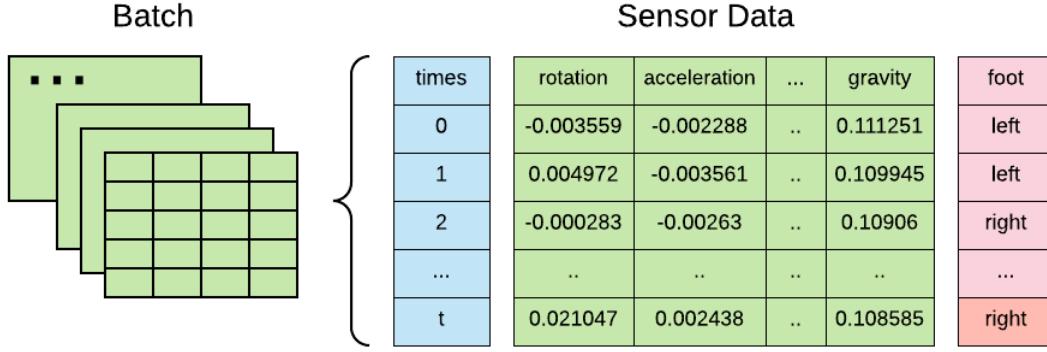 Batch
Sensor Data
...
times rotation acceleration ... gravity foot
0 -0.003559 -0.002288 .. 0.111251 left
1 0.004972 -0.003561 .. 0.109945 left
2 -0.000283 -0.00263 .. 0.10906 right
... .. .. .. .. ...
t 0.021047 0.002438 .. 0.108585 right